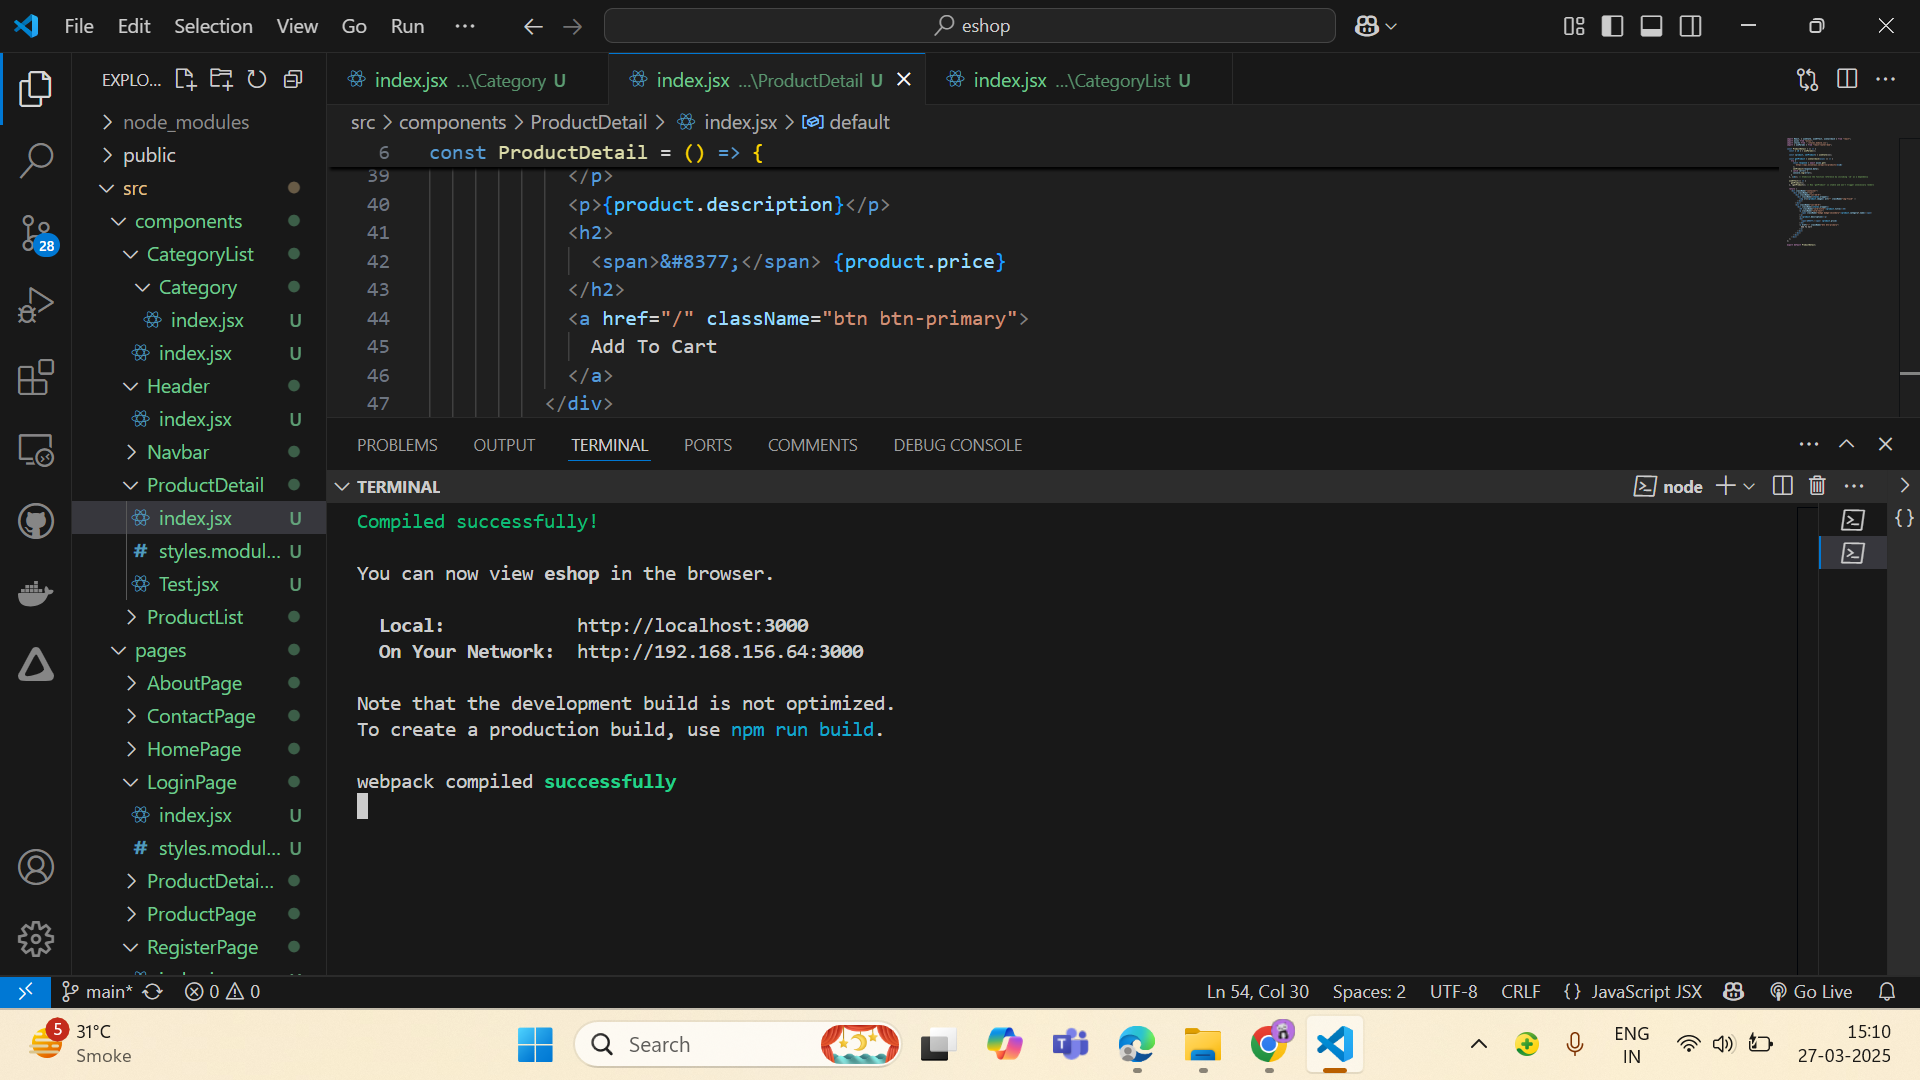 File Edit Selection View Go Run ··· eshop
EXPLO...
index.jsx ...\Category U
index.jsx ...\ProductDetail U
index.jsx ...\CategoryList U
node_modules
public
src
components
CategoryList
Category
index.jsx U
index.jsx U
Header
index.jsx U
Navbar
ProductDetail
index.jsx U
styles.modul... U
Test.jsx U
ProductList
pages
AboutPage
ContactPage
HomePage
LoginPage
index.jsx U
styles.modul... U
ProductDetai...
ProductPage
RegisterPage
28
src > components > ProductDetail > index.jsx > default
6 const ProductDetail = () => {
39 </p>
40 <p>{product.description}</p>
41 <h2>
42 <span>&#8377;</span> {product.price}
43 </h2>
44 <a href="/" className="btn btn-primary">
45 Add To Cart
46 </a>
47 </div>
PROBLEMS OUTPUT TERMINAL PORTS COMMENTS DEBUG CONSOLE
TERMINAL
node
Compiled successfully!
You can now view eshop in the browser.
Local: http://localhost:3000
On Your Network: http://192.168.156.64:3000
Note that the development build is not optimized.
To create a production build, use npm run build.
webpack compiled successfully
main* 0 0 Ln 54, Col 30 Spaces: 2 UTF-8 CRLF {} JavaScript JSX Go Live
5 31°C
Smoke
Search
ENG
IN
15:10
27-03-2025